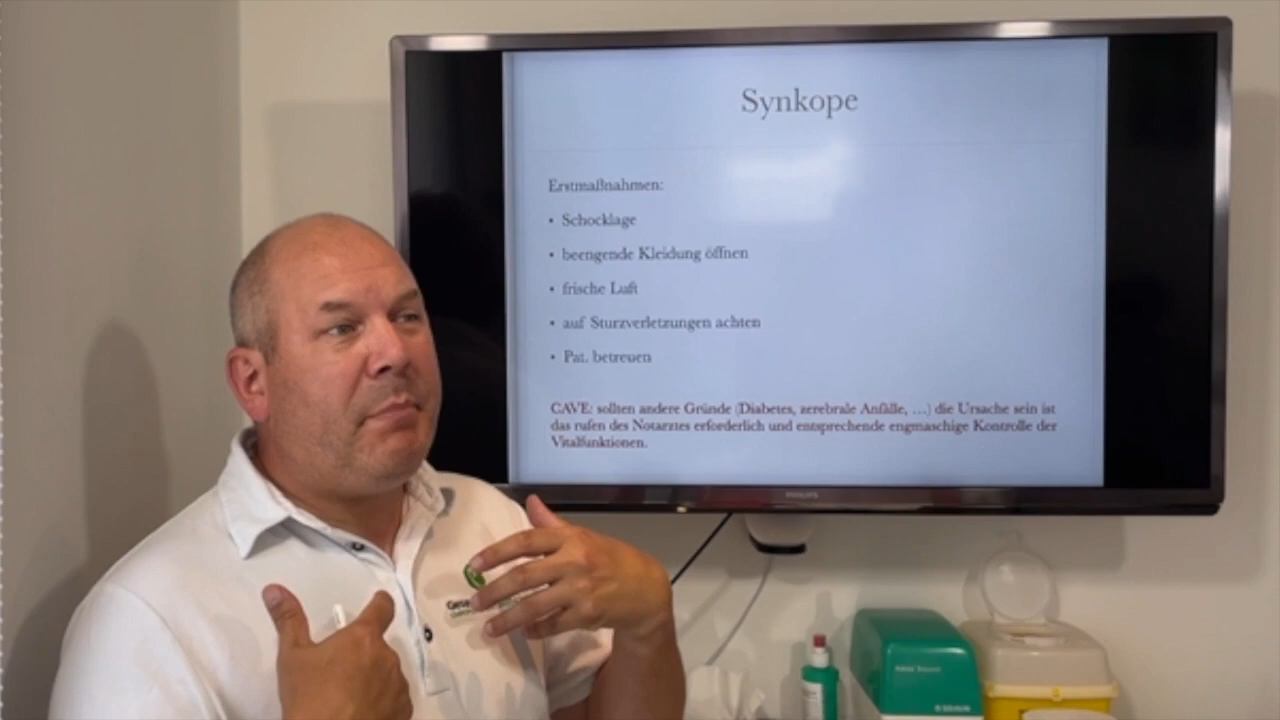 Synkope
Erstmaßnahmen:
• Schocklage
• beengende Kleidung öffnen
• frische Luft
• auf Sturzverletzungen achten
• Pat. betreuen
CAVE: sollten andere Gründe (Diabetes, zerebrale Anfälle, …) die Ursache sein ist
das rufen des Notarztes erforderlich und entsprechende engmaschige Kontrolle der
Vitalfunktionen.
PHILIPS